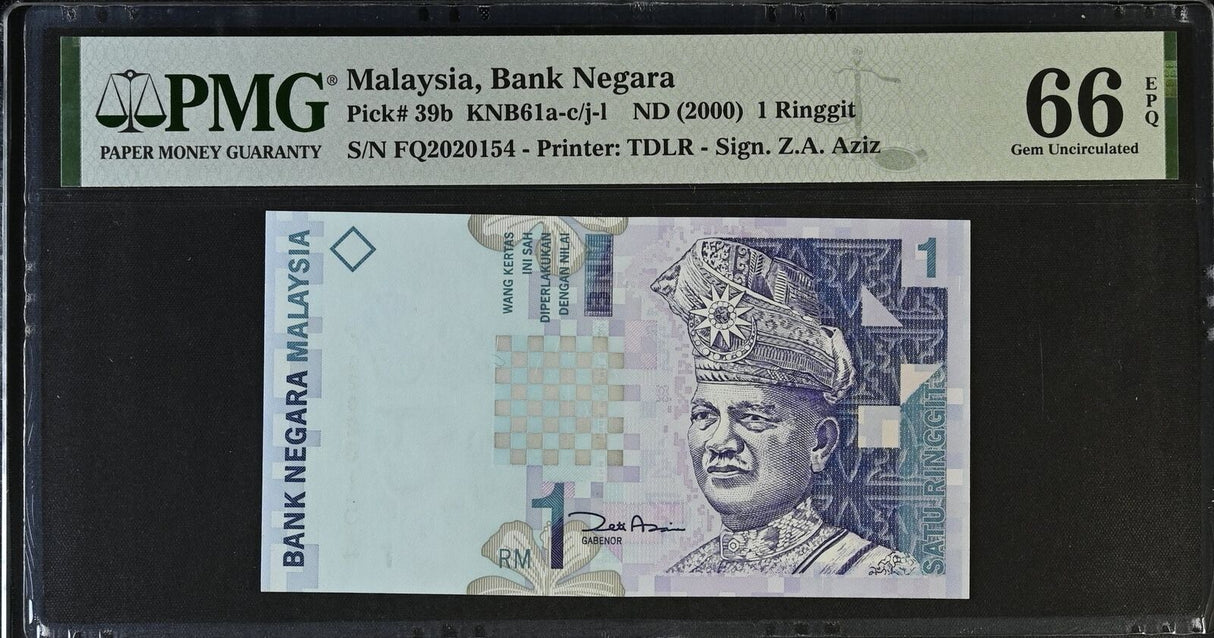 PMG®
PAPER MONEY GUARANTY
Malaysia, Bank Negara
Pick# 39b KNB61a-c/j-l ND (2000) 1 Ringgit
S/N FQ2020154 - Printer: TDLR - Sign. Z.A. Aziz
66
EPQ
Gem Uncirculated
BANK NEGARA MALAYSIA
WANG KERTAS
INI SAH
DIPERLAKUKAN
DENGAN NILAI
1
SATU RINGGIT
RM 1
Zeti Aziz
GABENOR